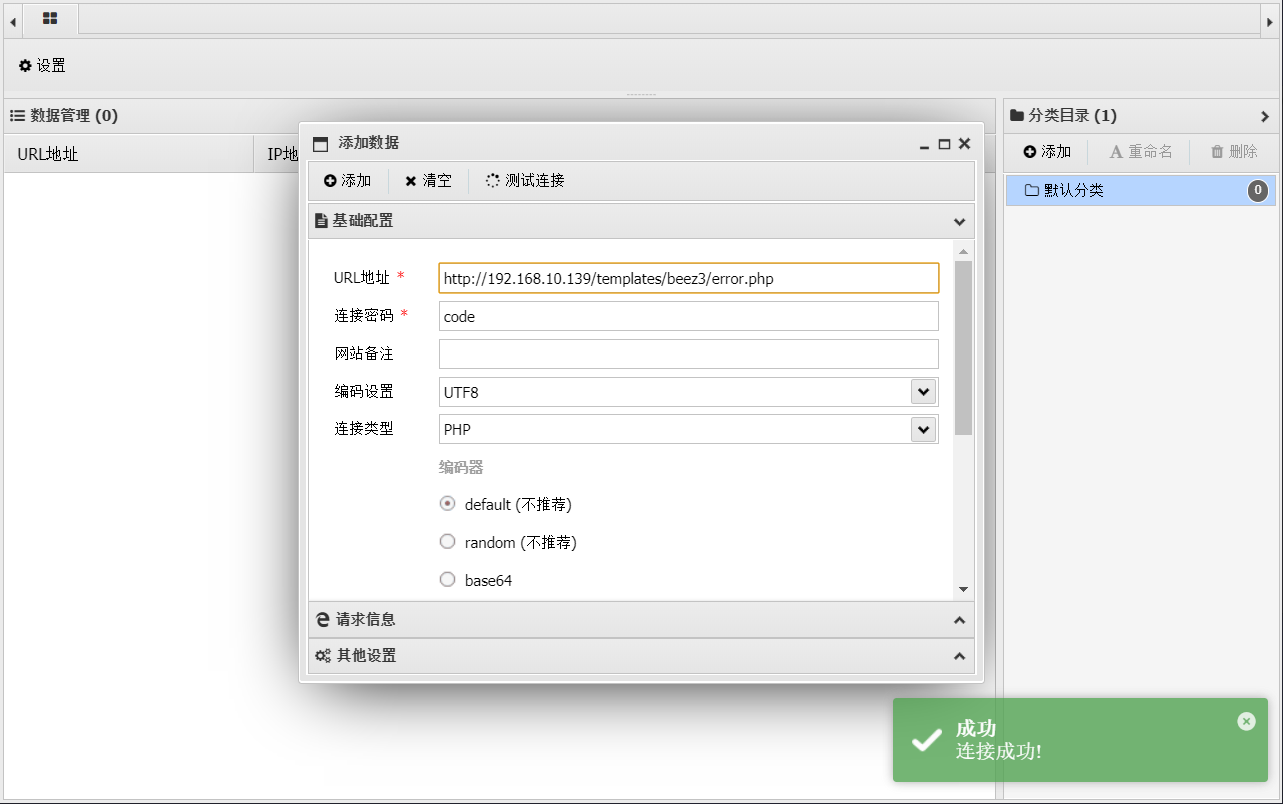 设置
数据管理 (0)
URL地址
IP地
分类目录 (1)
添加
重命名
删除
默认分类
0
添加数据
添加
清空
测试连接
基础配置
URL地址 *
http://192.168.10.139/templates/beez3/error.php
连接密码 *
code
网站备注
编码设置
UTF8
连接类型
PHP
编码器
default (不推荐)
random (不推荐)
base64
请求信息
其他设置
成功
连接成功!